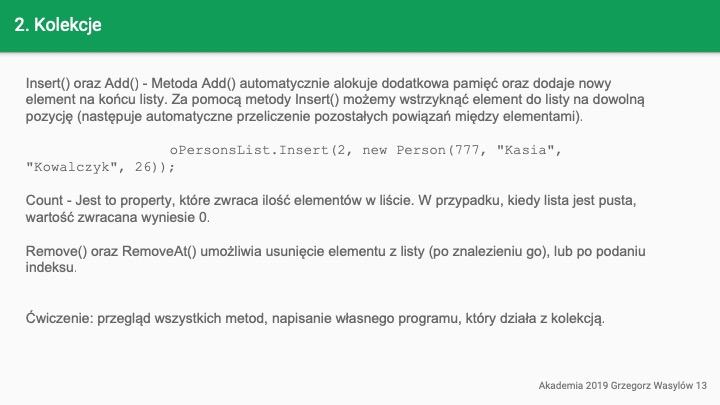 2. Kolekcje
Insert() oraz Add() - Metoda Add() automatycznie alokuje dodatkowa pamięć oraz dodaje nowy
element na końcu listy. Za pomocą metody Insert() możemy wstrzyknąć element do listy na dowolną
pozycję (następuje automatyczne przeliczenie pozostałych powiązań między elementami).
oPersonsList.Insert(2, new Person(777, "Kasia",
"Kowalczyk", 26));
Count - Jest to property, które zwraca ilość elementów w liście. W przypadku, kiedy lista jest pusta,
wartość zwracana wyniesie 0.
Remove() oraz RemoveAt() umożliwia usunięcie elementu z listy (po znalezieniu go), lub po podaniu
indeksu.
Ćwiczenie: przegląd wszystkich metod, napisanie własnego programu, który działa z kolekcją.
Akademia 2019 Grzegorz Wasylów 13